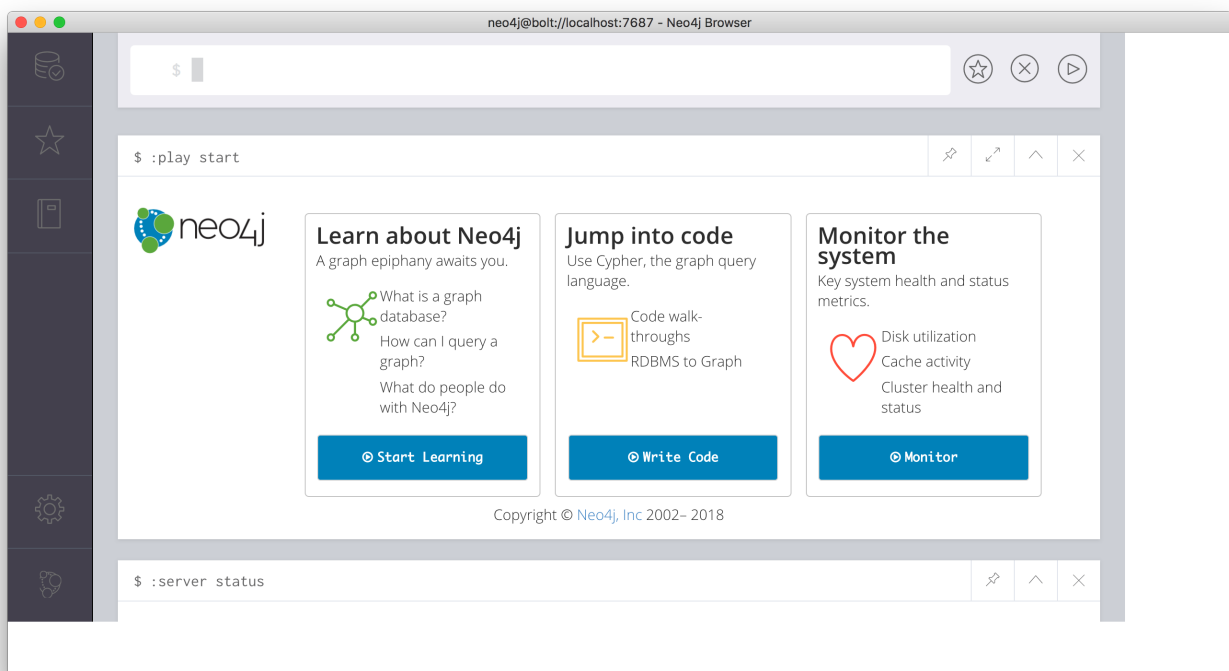 neo4j@bolt://localhost:7687 - Neo4j Browser
$
$ :play start
neo4j
Learn about Neo4j
A graph epiphany awaits you.
What is a graph
database?
How can I query a
graph?
What do people do
with Neo4j?
Start Learning
Jump into code
Use Cypher, the graph query
language.
Code walk-
throughs
RDBMS to Graph
Write Code
Monitor the
system
Key system health and status
metrics.
Disk utilization
Cache activity
Cluster health and
status
Monitor
Copyright © Neo4j, Inc 2002– 2018
$ :server status